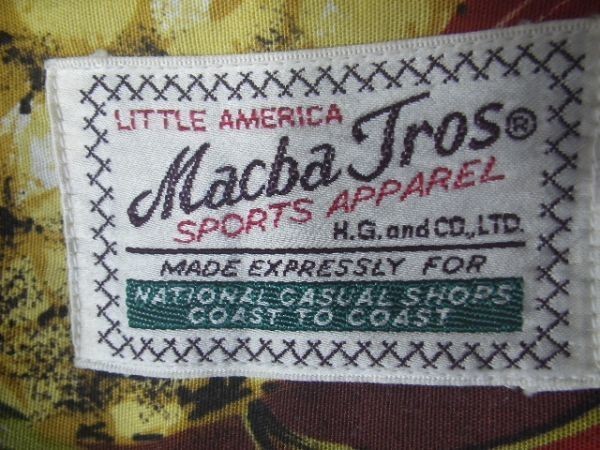 LITTLE AMERICA
Macba Tros®
SPORTS APPAREL
H.G. and CO., LTD.
MADE EXPRESSLY FOR
NATIONAL CASUAL SHOPS
COAST TO COAST